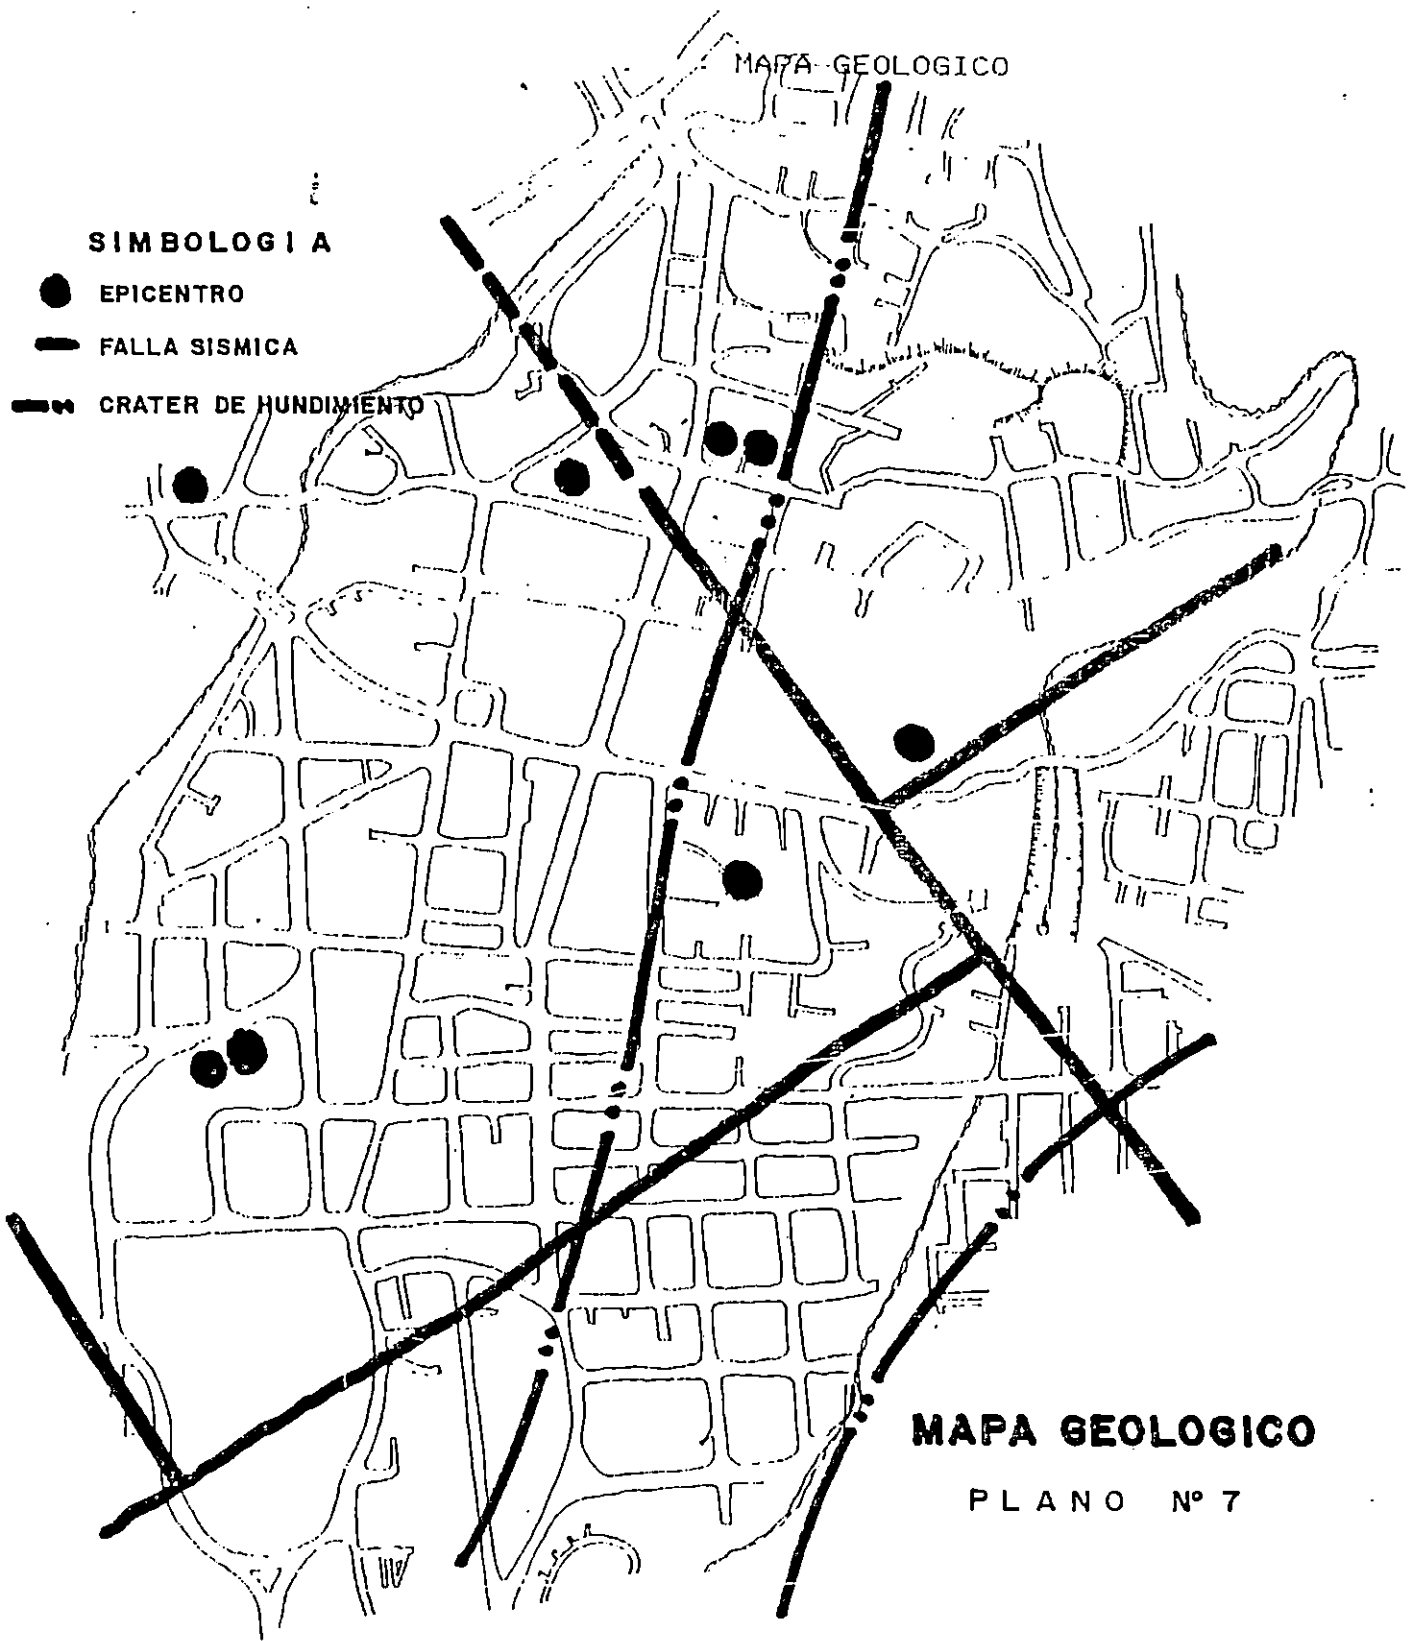 MAPA GEOLOGICO
SIMBOLOGIA
EPICENTRO
FALLA SISMICA
CRATER DE HUNDIMIENTO
MAPA GEOLOGICO
PLANO Nº 7